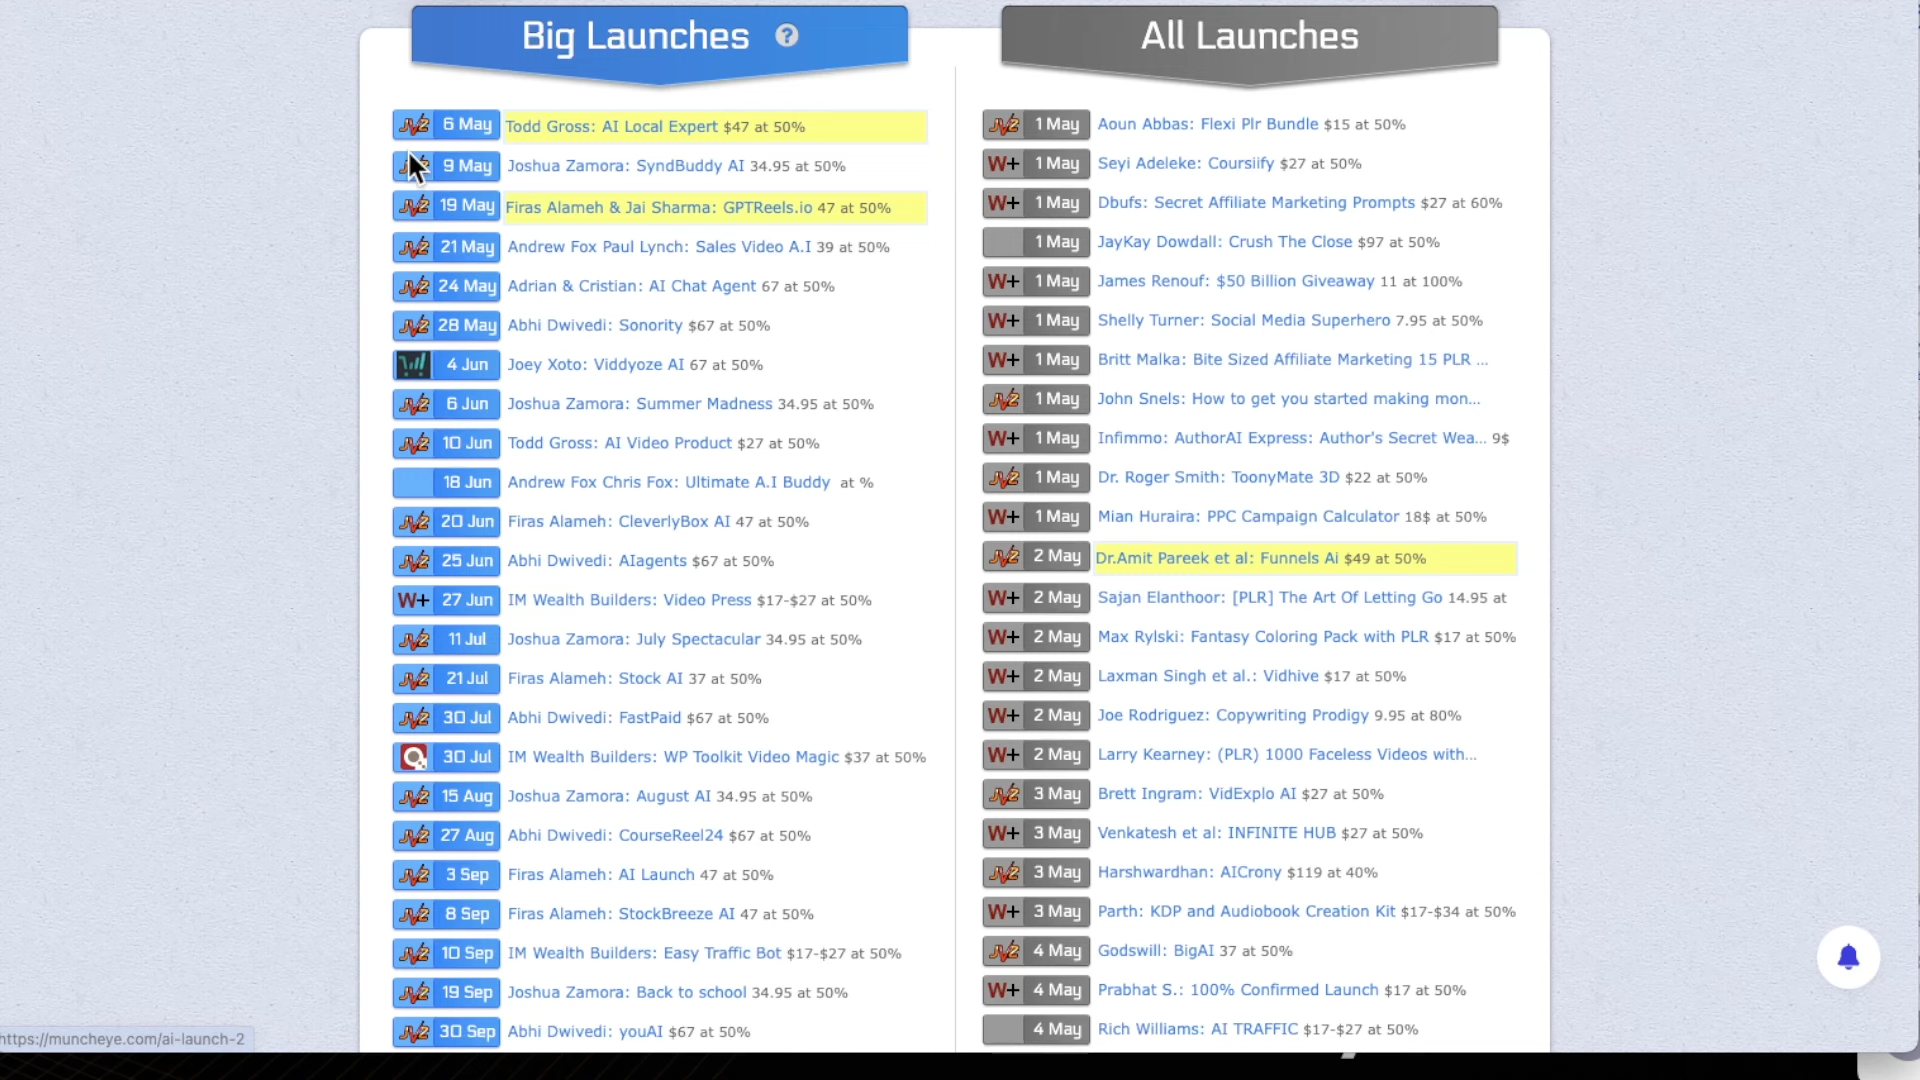 Big Launches ?
6 May Todd Gross: AI Local Expert $47 at 50%
9 May Joshua Zamora: SyndBuddy AI 34.95 at 50%
JV2 19 May Firas Alameh & Jai Sharma: GPTReels.io 47 at 50%
JV2 21 May Andrew Fox Paul Lynch: Sales Video A.I 39 at 50%
JV2 24 May Adrian & Cristian: AI Chat Agent 67 at 50%
JV2 28 May Abhi Dwivedi: Sonority $67 at 50%
4 Jun Joey Xoto: Viddyoze AI 67 at 50%
JV2 6 Jun Joshua Zamora: Summer Madness 34.95 at 50%
JV2 10 Jun Todd Gross: AI Video Product $27 at 50%
18 Jun Andrew Fox Chris Fox: Ultimate A.I Buddy at %
JV2 20 Jun Firas Alameh: CleverlyBox AI 47 at 50%
JV2 25 Jun Abhi Dwivedi: AIagents $67 at 50%
W+ 27 Jun IM Wealth Builders: Video Press $17-$27 at 50%
JV2 11 Jul Joshua Zamora: July Spectacular 34.95 at 50%
JV2 21 Jul Firas Alameh: Stock AI 37 at 50%
JV2 30 Jul Abhi Dwivedi: FastPaid $67 at 50%
30 Jul IM Wealth Builders: WP Toolkit Video Magic $37 at 50%
JV2 15 Aug Joshua Zamora: August AI 34.95 at 50%
JV2 27 Aug Abhi Dwivedi: CourseReel24 $67 at 50%
JV2 3 Sep Firas Alameh: AI Launch 47 at 50%
JV2 8 Sep Firas Alameh: StockBreeze AI 47 at 50%
JV2 10 Sep IM Wealth Builders: Easy Traffic Bot $17-$27 at 50%
JV2 19 Sep Joshua Zamora: Back to school 34.95 at 50%
JV2 30 Sep Abhi Dwivedi: youAI $67 at 50%
All Launches
JV2 1 May Aoun Abbas: Flexi Plr Bundle $15 at 50%
W+ 1 May Seyi Adeleke: Coursiify $27 at 50%
W+ 1 May Dbufs: Secret Affiliate Marketing Prompts $27 at 60%
1 May JayKay Dowdall: Crush The Close $97 at 50%
W+ 1 May James Renouf: $50 Billion Giveaway 11 at 100%
W+ 1 May Shelly Turner: Social Media Superhero 7.95 at 50%
W+ 1 May Britt Malka: Bite Sized Affiliate Marketing 15 PLR ...
JV2 1 May John Snels: How to get you started making mon...
W+ 1 May Infimmo: AuthorAI Express: Author's Secret Wea... 9$
JV2 1 May Dr. Roger Smith: ToonyMate 3D $22 at 50%
W+ 1 May Mian Huraira: PPC Campaign Calculator 18$ at 50%
JV2 2 May Dr.Amit Pareek et al: Funnels Ai $49 at 50%
W+ 2 May Sajan Elanthoor: [PLR] The Art Of Letting Go 14.95 at
W+ 2 May Max Rylski: Fantasy Coloring Pack with PLR $17 at 50%
W+ 2 May Laxman Singh et al.: Vidhive $17 at 50%
W+ 2 May Joe Rodriguez: Copywriting Prodigy 9.95 at 80%
W+ 2 May Larry Kearney: (PLR) 1000 Faceless Videos with...
JV2 3 May Brett Ingram: VidExplo AI $27 at 50%
W+ 3 May Venkatesh et al: INFINITE HUB $27 at 50%
JV2 3 May Harshwardhan: AICrony $119 at 40%
W+ 3 May Parth: KDP and Audiobook Creation Kit $17-$34 at 50%
JV2 4 May Godswill: BigAI 37 at 50%
W+ 4 May Prabhat S.: 100% Confirmed Launch $17 at 50%
4 May Rich Williams: AI TRAFFIC $17-$27 at 50%
https://muncheye.com/ai-launch-2